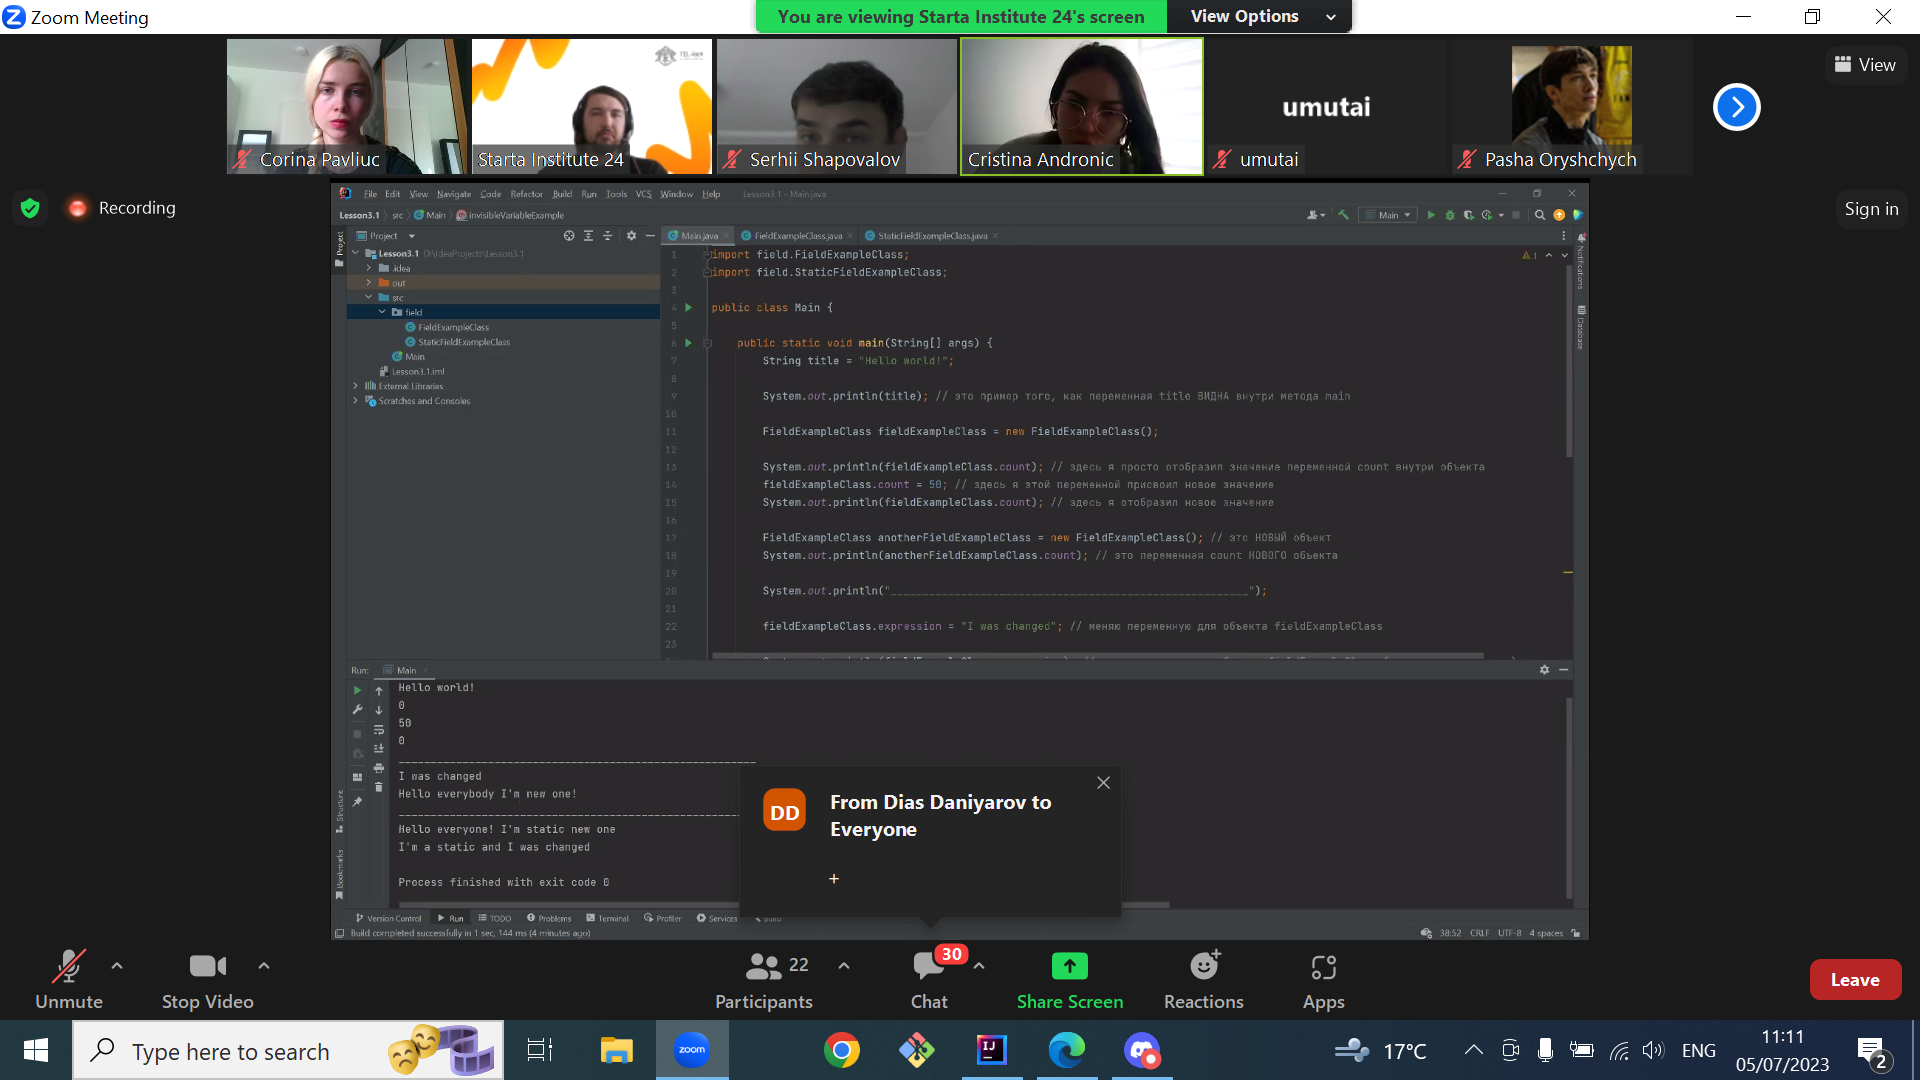 Zoom Meeting
You are viewing Starta Institute 24's screen
View Options
Corina Pavliuc
Starta Institute 24
Serhii Shapovalov
Cristina Andronic
umutai
umutai
Pasha Oryshchych
View
Recording
Sign in
File Edit View Navigate Code Refactor Build Run Tools VCS Window Help Lesson3.1 - Main.java
Lesson3.1 src Main invisibleVariableExample
Main
Project
Main.java FieldExampleClass.java StaticFieldExampleClass.java
Lesson3.1 D:\IdeaProjects\Lesson3.1
.idea
out
src
field
FieldExampleClass
StaticFieldExampleClass
Main
Lesson3.1.iml
External Libraries
Scratches and Consoles
Project
Notifications
Database
1 import field.FieldExampleClass;
2 import field.StaticFieldExampleClass;
3
4 public class Main {
5
6 public static void main(String[] args) {
7 String title = "Hello world!";
8
9 System.out.println(title); // это пример того, как переменная title ВИДНА внутри метода main
10
11 FieldExampleClass fieldExampleClass = new FieldExampleClass();
12
13 System.out.println(fieldExampleClass.count); // здесь я просто отобразил значение переменной count внутри объекта
14 fieldExampleClass.count = 50; // здесь я этой переменной присвоил новое значение
15 System.out.println(fieldExampleClass.count); // здесь я отобразил новое значение
16
17 FieldExampleClass anotherFieldExampleClass = new FieldExampleClass(); // это НОВЫЙ объект
18 System.out.println(anotherFieldExampleClass.count); // это переменная count НОВОГО объекта
19
20 System.out.println("________________________________________________________");
21
22 fieldExampleClass.expression = "I was changed"; // меняю переменную для объекта fieldExampleClass
23
Run: Main
Hello world!
0
50
0
________________________________________________________
I was changed
Hello everybody I'm new one!
________________________________________________________
Hello everyone! I'm static new one
I'm a static and I was changed
Process finished with exit code 0
Structure
Bookmarks
From Dias Daniyarov to
Everyone
DD
+
Version Control Run TODO Problems Terminal Profiler Services Build
Build completed successfully in 1 sec, 144 ms (4 minutes ago)
38:52 CRLF UTF-8 4 spaces
Unmute
Stop Video
22
Participants
30
Chat
Share Screen
Reactions
Apps
Leave
Type here to search
zoom
IJ
17°C
ENG
11:11
05/07/2023
2